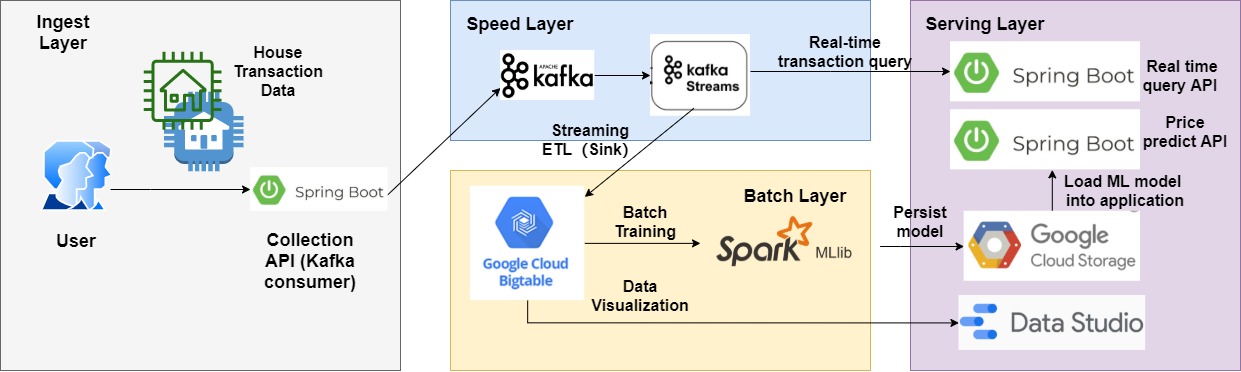 Ingest
Layer
House
Transaction
Data
User
Spring Boot
Collection
API (Kafka
consumer)
Speed Layer
APACHE
kafka
kafka
Streams
Real-time
transaction query
Streaming
ETL（Sink）
Batch Layer
Google Cloud
Bigtable
Batch
Training
Spark
MLlib
Data
Visualization
Persist
model
Serving Layer
Spring Boot
Real time
query API
Spring Boot
Price
predict API
Load ML model
into application
Google
Cloud Storage
Data Studio